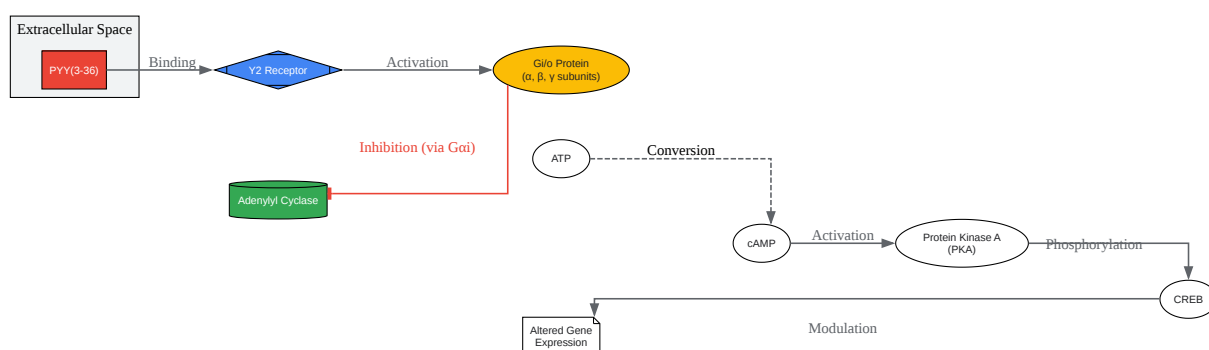 Extracellular Space
PYY(3-36)
Binding
Y2 Receptor
Activation
Gi/o Protein
(α, β, γ subunits)
Inhibition (via Gαi)
ATP
Conversion
Adenylyl Cyclase
cAMP
Activation
Protein Kinase A
(PKA)
Phosphorylation
CREB
Modulation
Altered Gene
Expression